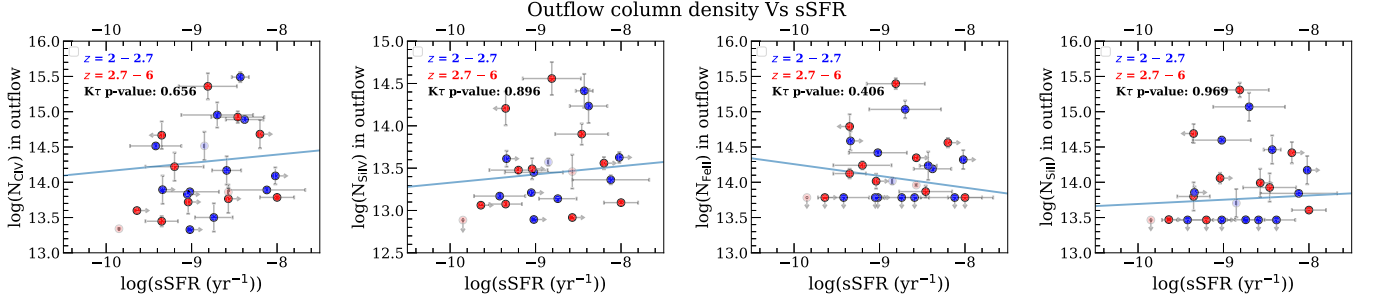 Outflow column density Vs sSFR
−10 −9 −8
16.0
15.5
15.0
14.5
14.0
13.5
13.0
log(N_CIV) in outflow
z = 2 − 2.7
z = 2.7 − 6
Kτ p-value: 0.656
−10 −9 −8
log(sSFR (yr⁻¹))
−10 −9 −8
15.0
14.5
14.0
13.5
13.0
12.5
log(N_SiIV) in outflow
z = 2 − 2.7
z = 2.7 − 6
Kτ p-value: 0.896
−10 −9 −8
log(sSFR (yr⁻¹))
−10 −9 −8
16.0
15.5
15.0
14.5
14.0
13.5
13.0
log(N_FeII) in outflow
z = 2 − 2.7
z = 2.7 − 6
Kτ p-value: 0.406
−10 −9 −8
log(sSFR (yr⁻¹))
−10 −9 −8
16.0
15.5
15.0
14.5
14.0
13.5
13.0
log(N_SiII) in outflow
z = 2 − 2.7
z = 2.7 − 6
Kτ p-value: 0.969
−10 −9 −8
log(sSFR (yr⁻¹))